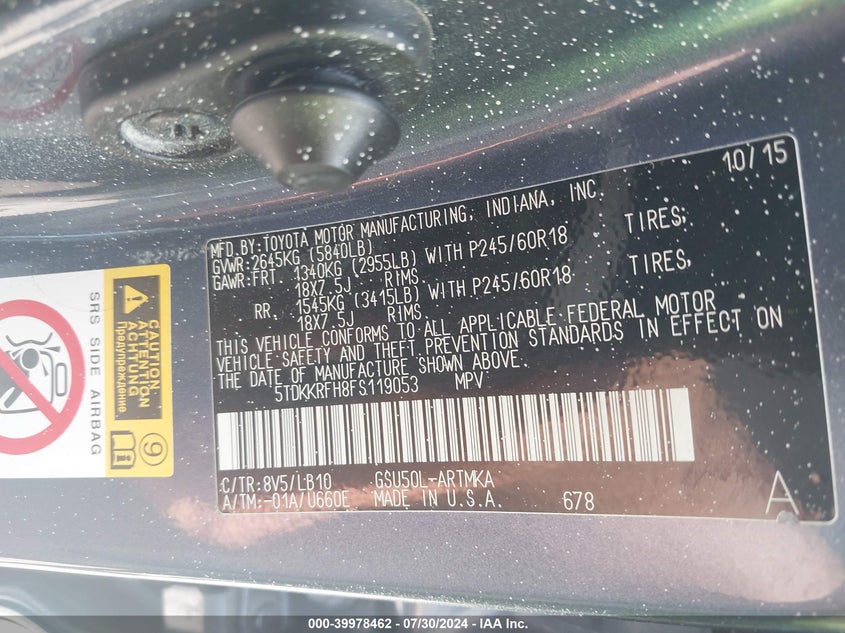 10/15
MFD.BY:TOYOTA MOTOR MANUFACTURING, INDIANA, INC.
GVWR:2645KG (5840LB)
GAWR:FRT. 1340KG (2955LB) WITH P245/60R18 TIRES,
18X7.5J RIMS
RR. 1545KG (3415LB) WITH P245/60R18 TIRES,
18X7.5J RIMS
THIS VEHICLE CONFORMS TO ALL APPLICABLE FEDERAL MOTOR
VEHICLE SAFETY AND THEFT PREVENTION STANDARDS IN EFFECT ON
THE DATE OF MANUFACTURE SHOWN ABOVE.
5TDKKRFH8FS119053 MPV
C/TR:8V5/LB10 GSU50L-ARTMKA
A/TM:-01A/U660E MADE IN U.S.A. 678 A
CAUTION
ATTENTION
ACHTUNG
Предупреждение
9
SRS SIDE AIRBAG
000-39978462 - 07/30/2024 - IAA Inc.